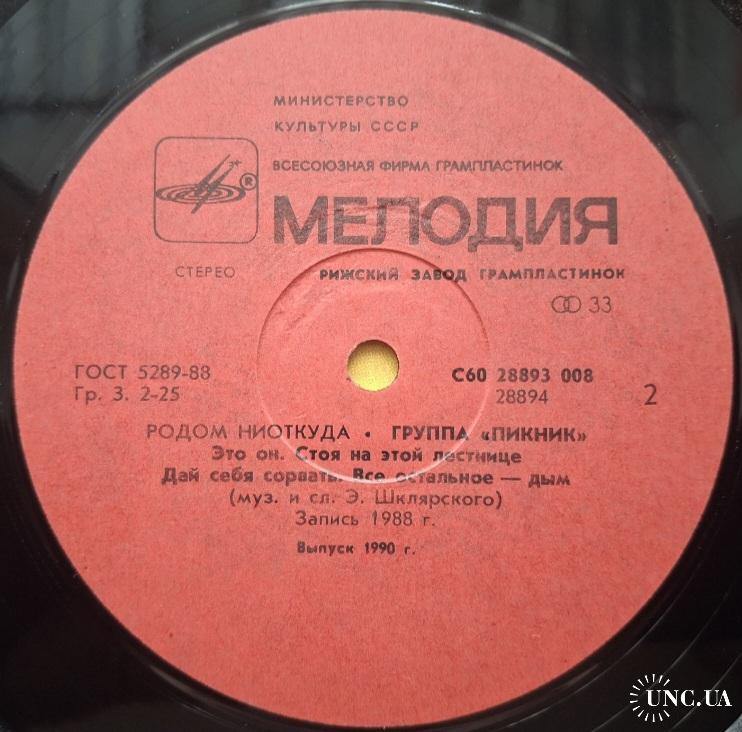 МИНИСТЕРСТВО
КУЛЬТУРЫ СССР
ВСЕСОЮЗНАЯ ФИРМА ГРАМПЛАСТИНОК
®
МЕЛОДИЯ
СТЕРЕО
РИЖСКИЙ ЗАВОД ГРАМПЛАСТИНОК
33
ГОСТ 5289-88
Гр. 3. 2-25
С60 28893 008
28894
2
РОДОМ НИОТКУДА • ГРУППА «ПИКНИК»
Это он. Стоя на этой лестнице
Дай себя сорвать. Все остальное — дым
(муз. и сл. Э. Шклярского)
Запись 1988 г.
Выпуск 1990 г.
UNC.UA